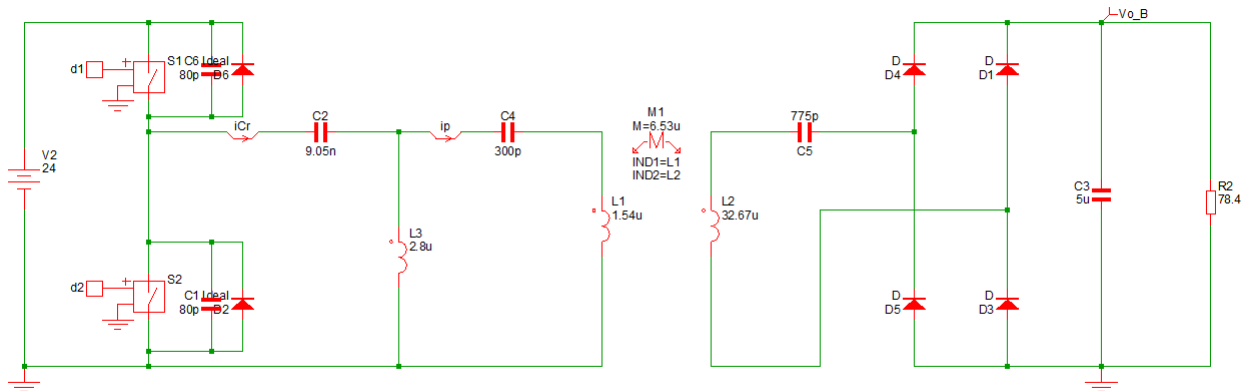 Vo_B
d1
S1
C6 Ideal
80p D6
V2
24
iCr
C2
9.05n
ip
C4
300p
M1
M=6.53u
M
IND1=L1
IND2=L2
L1
1.54u
L2
32.67u
775p
C5
D
D4
D
D1
L3
2.8u
C3
5u
R2
78.4
d2
S2
C1 Ideal
80p D2
D
D5
D
D3